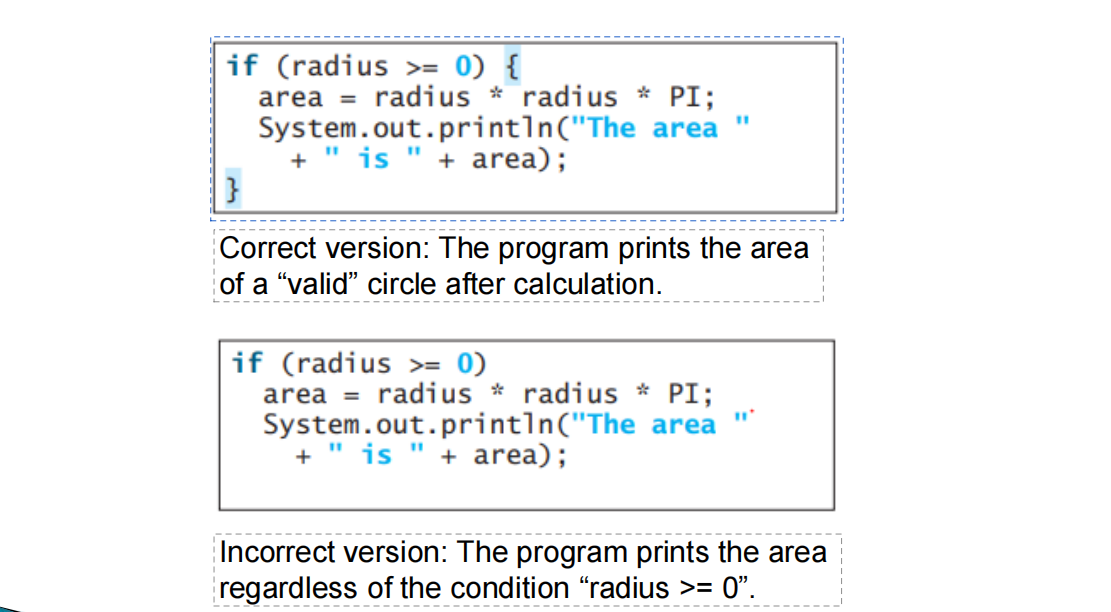 if (radius >= 0) {
area = radius * radius * PI;
System.out.println("The area "
+ " is " + area);
}
Correct version: The program prints the area
of a “valid” circle after calculation.
if (radius >= 0)
area = radius * radius * PI;
System.out.println("The area "
+ " is " + area);
Incorrect version: The program prints the area
regardless of the condition “radius >= 0”.